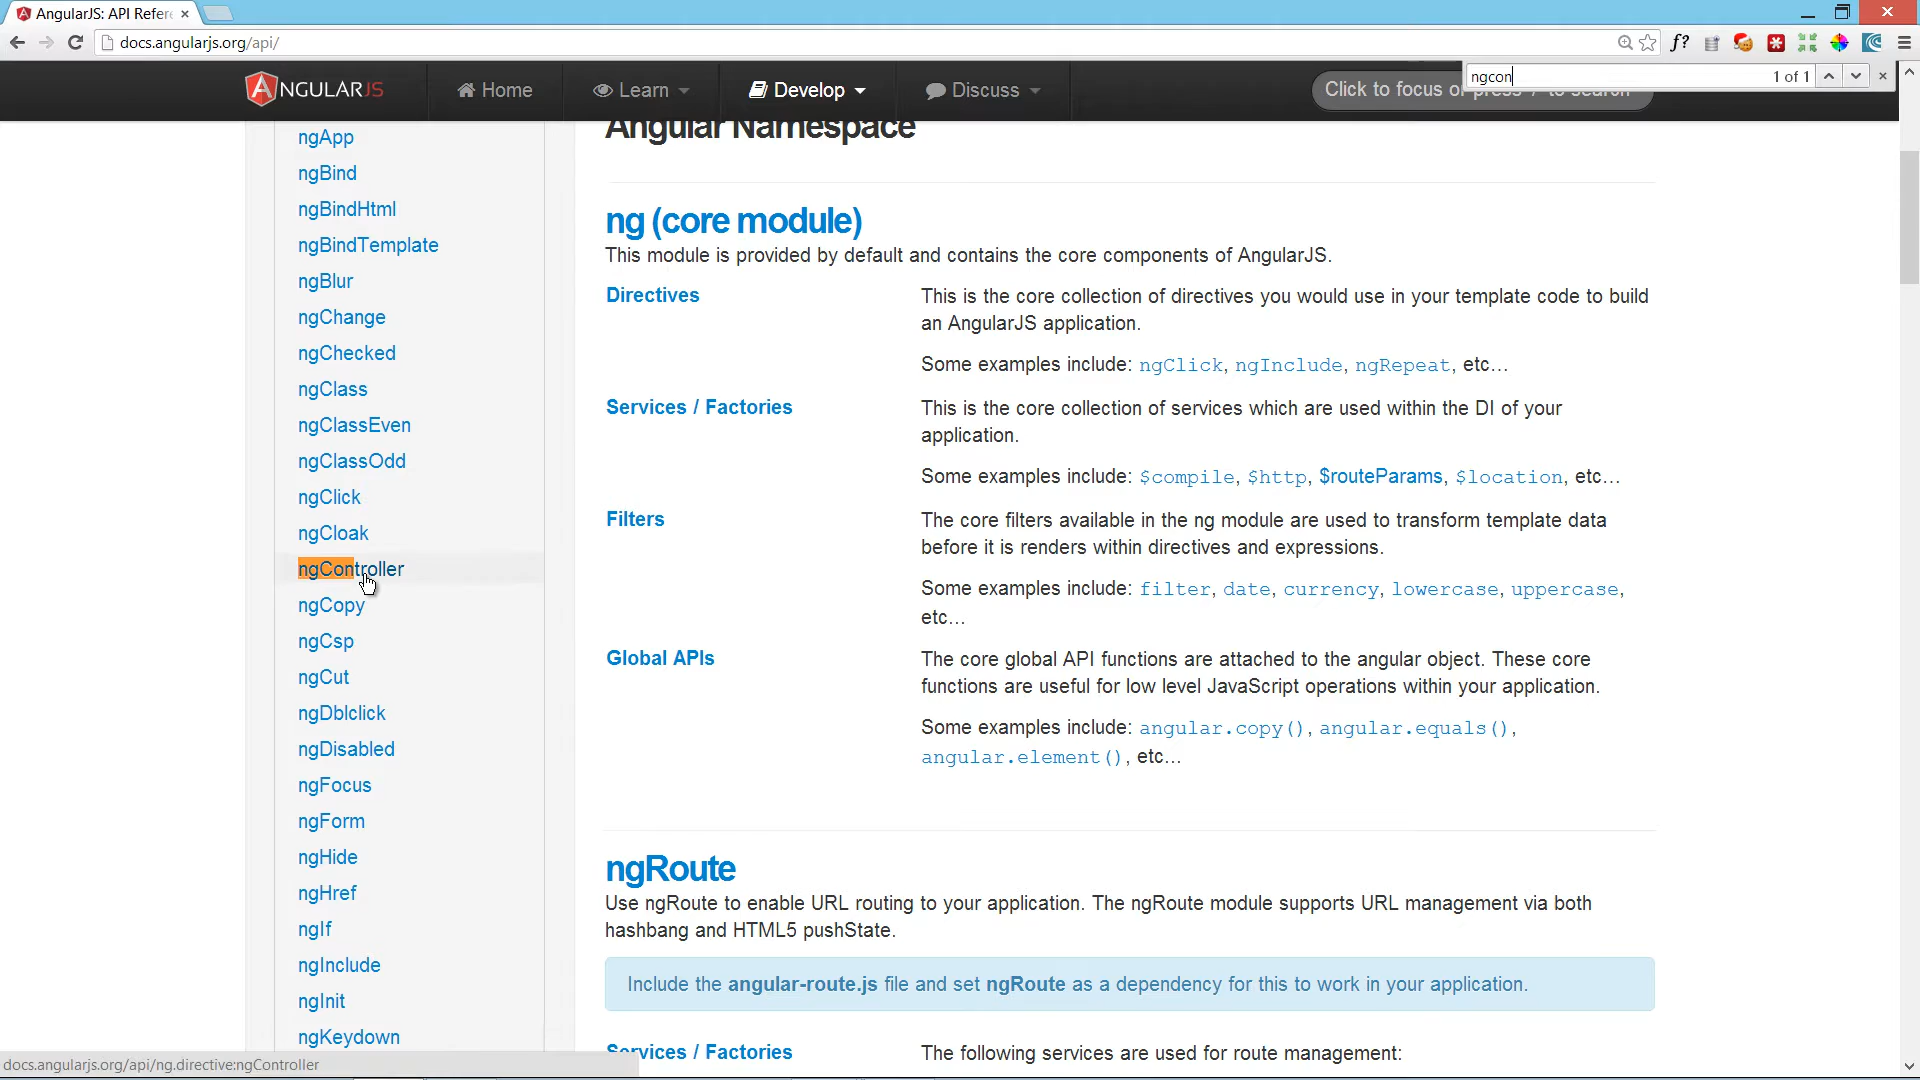 AngularJS: API Refer
docs.angularjs.org/api/
f?
ngcon
1 of 1
ANGULARJS
Home
Learn
Develop
Discuss
Click to focus or press / to search
ngApp
ngBind
ngBindHtml
ngBindTemplate
ngBlur
ngChange
ngChecked
ngClass
ngClassEven
ngClassOdd
ngClick
ngCloak
ngController
ngCopy
ngCsp
ngCut
ngDblclick
ngDisabled
ngFocus
ngForm
ngHide
ngHref
ngIf
ngInclude
ngInit
ngKeydown
Angular Namespace
ng (core module)
This module is provided by default and contains the core components of AngularJS.
Directives
This is the core collection of directives you would use in your template code to build
an AngularJS application.
Some examples include: ngClick, ngInclude, ngRepeat, etc…
Services / Factories
This is the core collection of services which are used within the DI of your
application.
Some examples include: $compile, $http, $routeParams, $location, etc…
Filters
The core filters available in the ng module are used to transform template data
before it is renders within directives and expressions.
Some examples include: filter, date, currency, lowercase, uppercase,
etc…
Global APIs
The core global API functions are attached to the angular object. These core
functions are useful for low level JavaScript operations within your application.
Some examples include: angular.copy(), angular.equals(),
angular.element(), etc…
ngRoute
Use ngRoute to enable URL routing to your application. The ngRoute module supports URL management via both
hashbang and HTML5 pushState.
Include the angular-route.js file and set ngRoute as a dependency for this to work in your application.
Services / Factories
The following services are used for route management:
docs.angularjs.org/api/ng.directive:ngController